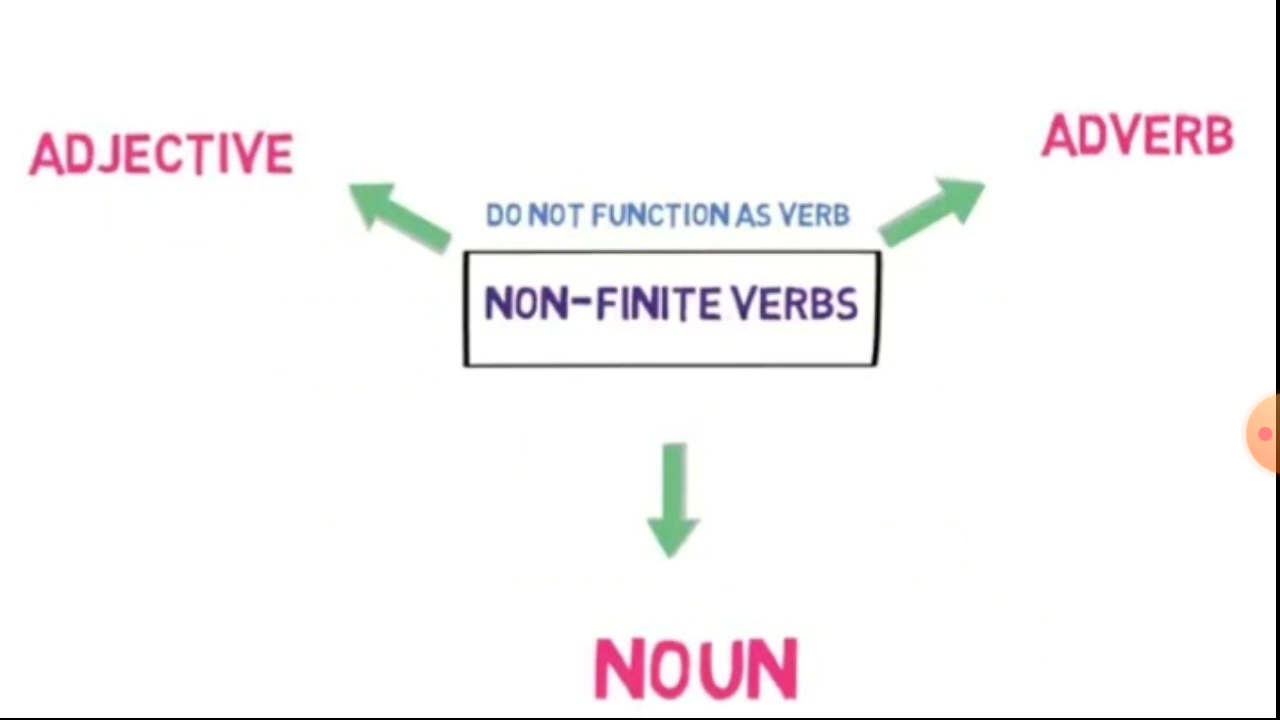 ADJECTIVE
ADVERB
DO NOT FUNCTION AS VERB
NON-FINITE VERBS
NOUN